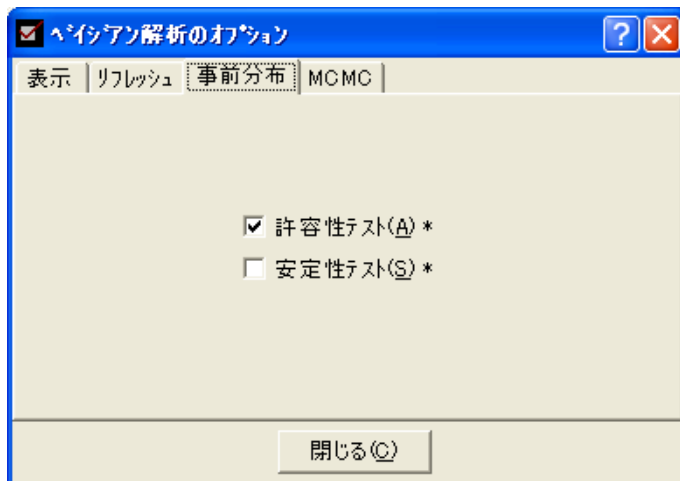 ベイジアン解析のオプション
表示 リフレッシュ 事前分布 MCMC
許容性テスト(A) *
安定性テスト(S) *
閉じる(C)